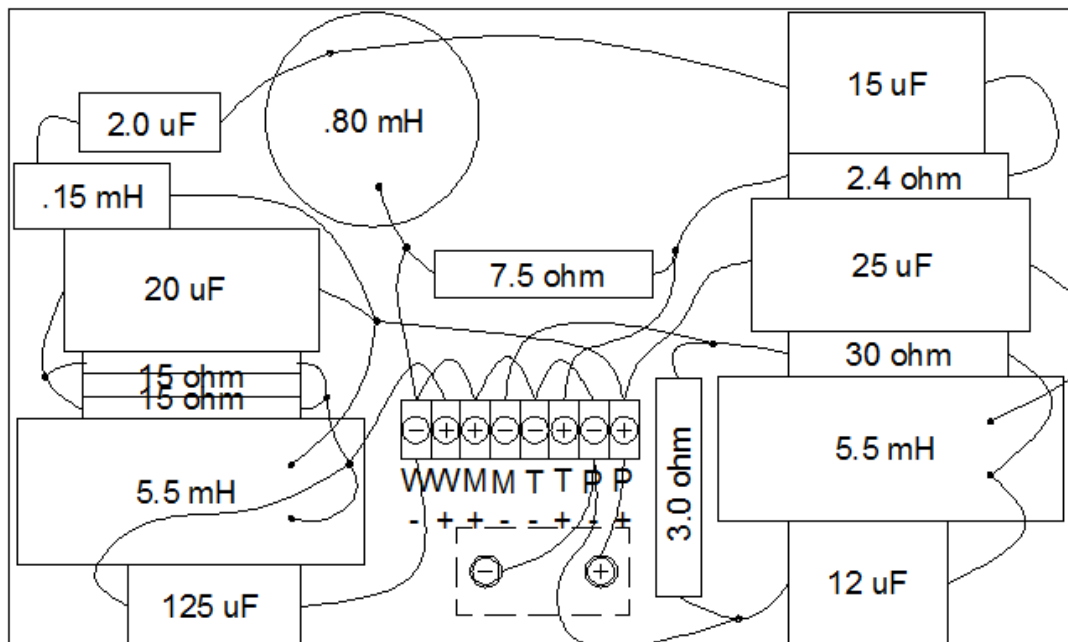 15 uF
2.0 uF
.80 mH
2.4 ohm
.15 mH
7.5 ohm
25 uF
20 uF
30 ohm
15 ohm
15 ohm
- + + - - + - +
5.5 mH
5.5 mH
W W M M T T P P
- + + - - + - +
3.0 ohm
- +
125 uF
12 uF